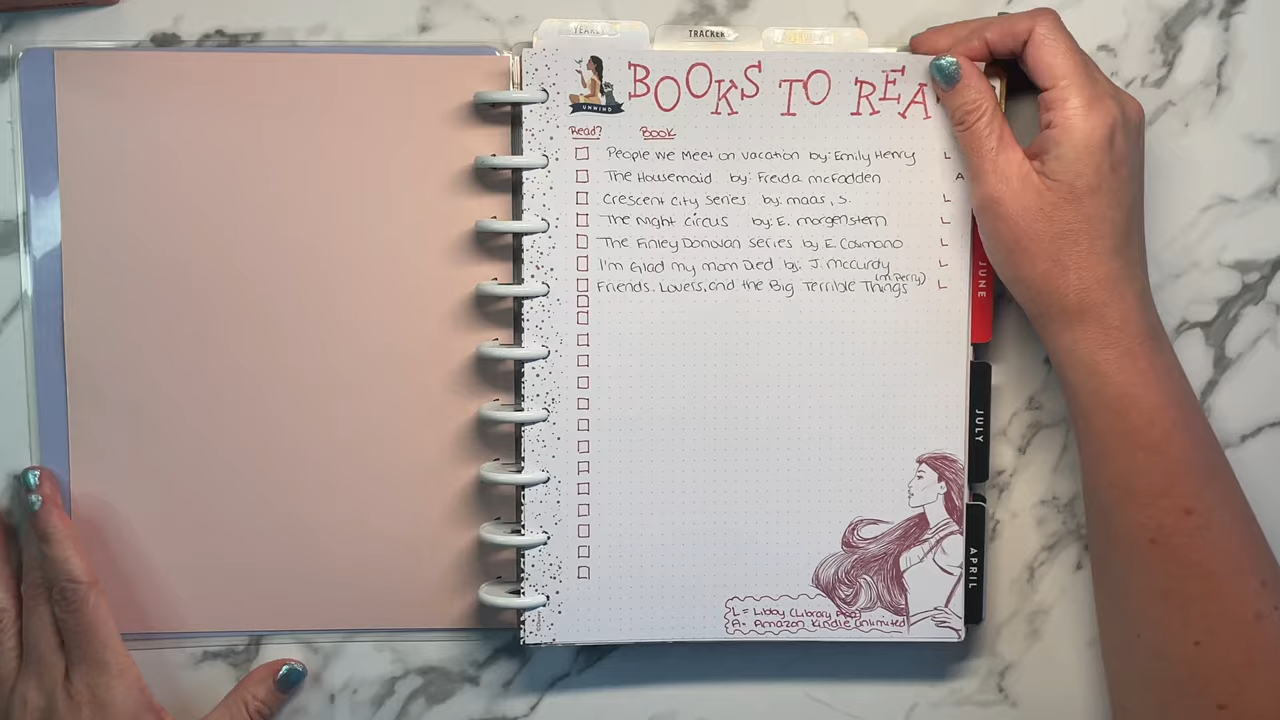 YEARLY
TRACKER
BOOKS TO REA
UNWIND
Read? Book
People we Meet on vacation by: Emily Henry L
The Housemaid by: Freida McFadden A
Crescent City series by: maas, s. L
The Night Circus by: E. morgenstern L
The Finley Donovan series by E. Cosimano L
I'm Glad my mom Died by: J. McCurdy L
Friends, Lovers, and the Big Terrible Things (m. Perry) L
JUNE
JULY
APRIL
L = Libby (Library App)
A = Amazon Kindle Unlimited